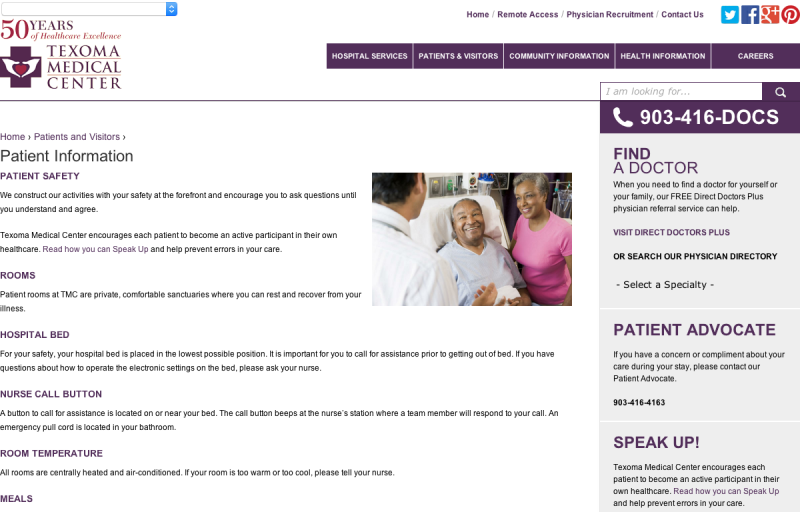 Home / Remote Access / Physician Recruitment / Contact Us
50 YEARS
of Healthcare Excellence
TEXOMA
MEDICAL
CENTER
HOSPITAL SERVICES
PATIENTS & VISITORS
COMMUNITY INFORMATION
HEALTH INFORMATION
CAREERS
I am looking for...
903-416-DOCS
Home › Patients and Visitors ›
Patient Information
PATIENT SAFETY
We construct our activities with your safety at the forefront and encourage you to ask questions until
you understand and agree.
Texoma Medical Center encourages each patient to become an active participant in their own
healthcare. Read how you can Speak Up and help prevent errors in your care.
ROOMS
Patient rooms at TMC are private, comfortable sanctuaries where you can rest and recover from your
illness.
HOSPITAL BED
For your safety, your hospital bed is placed in the lowest possible position. It is important for you to call for assistance prior to getting out of bed. If you have
questions about how to operate the electronic settings on the bed, please ask your nurse.
NURSE CALL BUTTON
A button to call for assistance is located on or near your bed. The call button beeps at the nurse's station where a team member will respond to your call. An
emergency pull cord is located in your bathroom.
ROOM TEMPERATURE
All rooms are centrally heated and air-conditioned. If your room is too warm or too cool, please tell your nurse.
MEALS
FIND
A DOCTOR
When you need to find a doctor for yourself or
your family, our FREE Direct Doctors Plus
physician referral service can help.
VISIT DIRECT DOCTORS PLUS
OR SEARCH OUR PHYSICIAN DIRECTORY
- Select a Specialty -
PATIENT ADVOCATE
If you have a concern or compliment about your
care during your stay, please contact our
Patient Advocate.
903-416-4163
SPEAK UP!
Texoma Medical Center encourages each
patient to become an active participant in their
own healthcare. Read how you can Speak Up
and help prevent errors in your care.